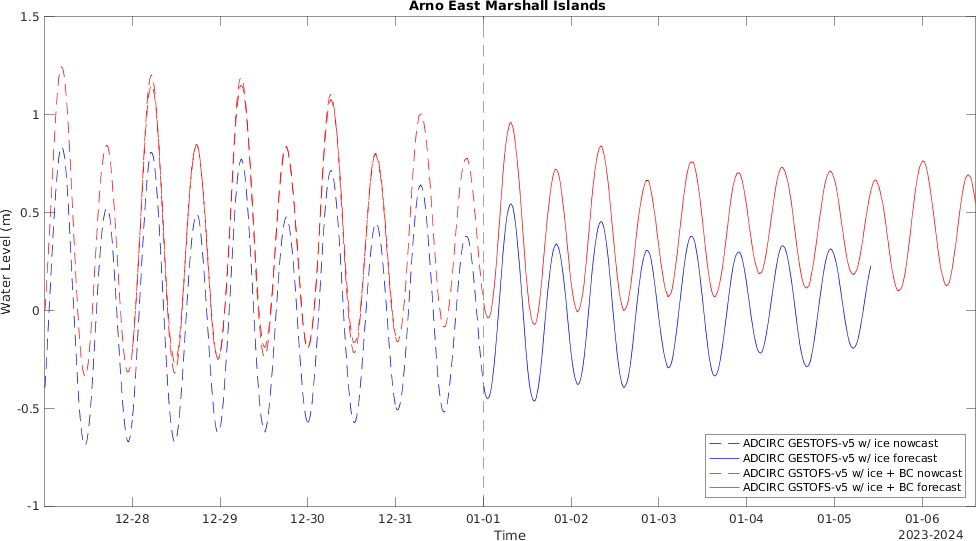 Arno East Marshall Islands
1.5
1
0.5
0
-0.5
-1
Water Level (m)
12-28 12-29 12-30 12-31 01-01 01-02 01-03 01-04 01-05 01-06
Time
2023-2024
ADCIRC GESTOFS-v5 w/ ice nowcast
ADCIRC GESTOFS-v5 w/ ice forecast
ADCIRC GSTOFS-v5 w/ ice + BC nowcast
ADCIRC GSTOFS-v5 w/ ice + BC forecast